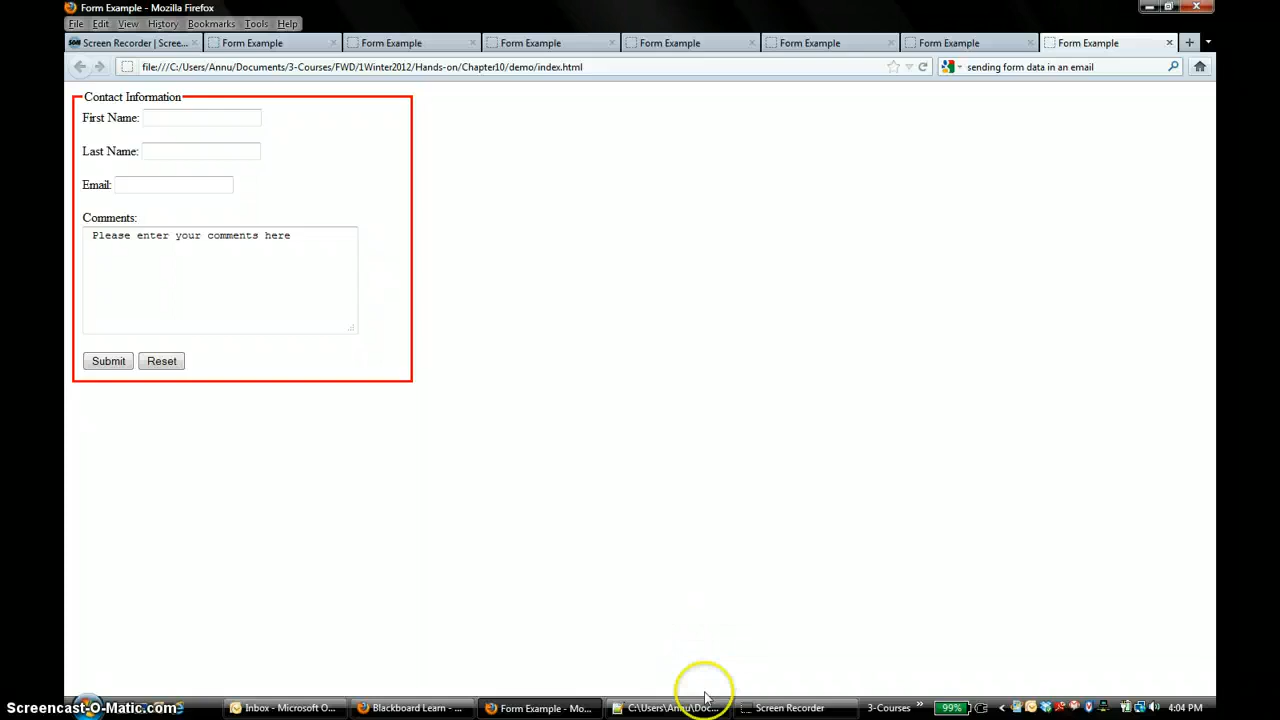 Form Example - Mozilla Firefox
File Edit View History Bookmarks Tools Help
Screen Recorder | Scree...
Form Example
Form Example
Form Example
Form Example
Form Example
Form Example
Form Example
file:///C:/Users/Annu/Documents/3-Courses/FWD/1Winter2012/Hands-on/Chapter10/demo/index.html
sending form data in an email
Contact Information
First Name:
Last Name:
Email:
Comments:
Please enter your comments here
Submit Reset
Screencast-O-Matic.com
Inbox - Microsoft O...
Blackboard Learn - ...
Form Example - Mo...
C:\Users\Annu\Doc...
Screen Recorder
3-Courses
99%
4:04 PM